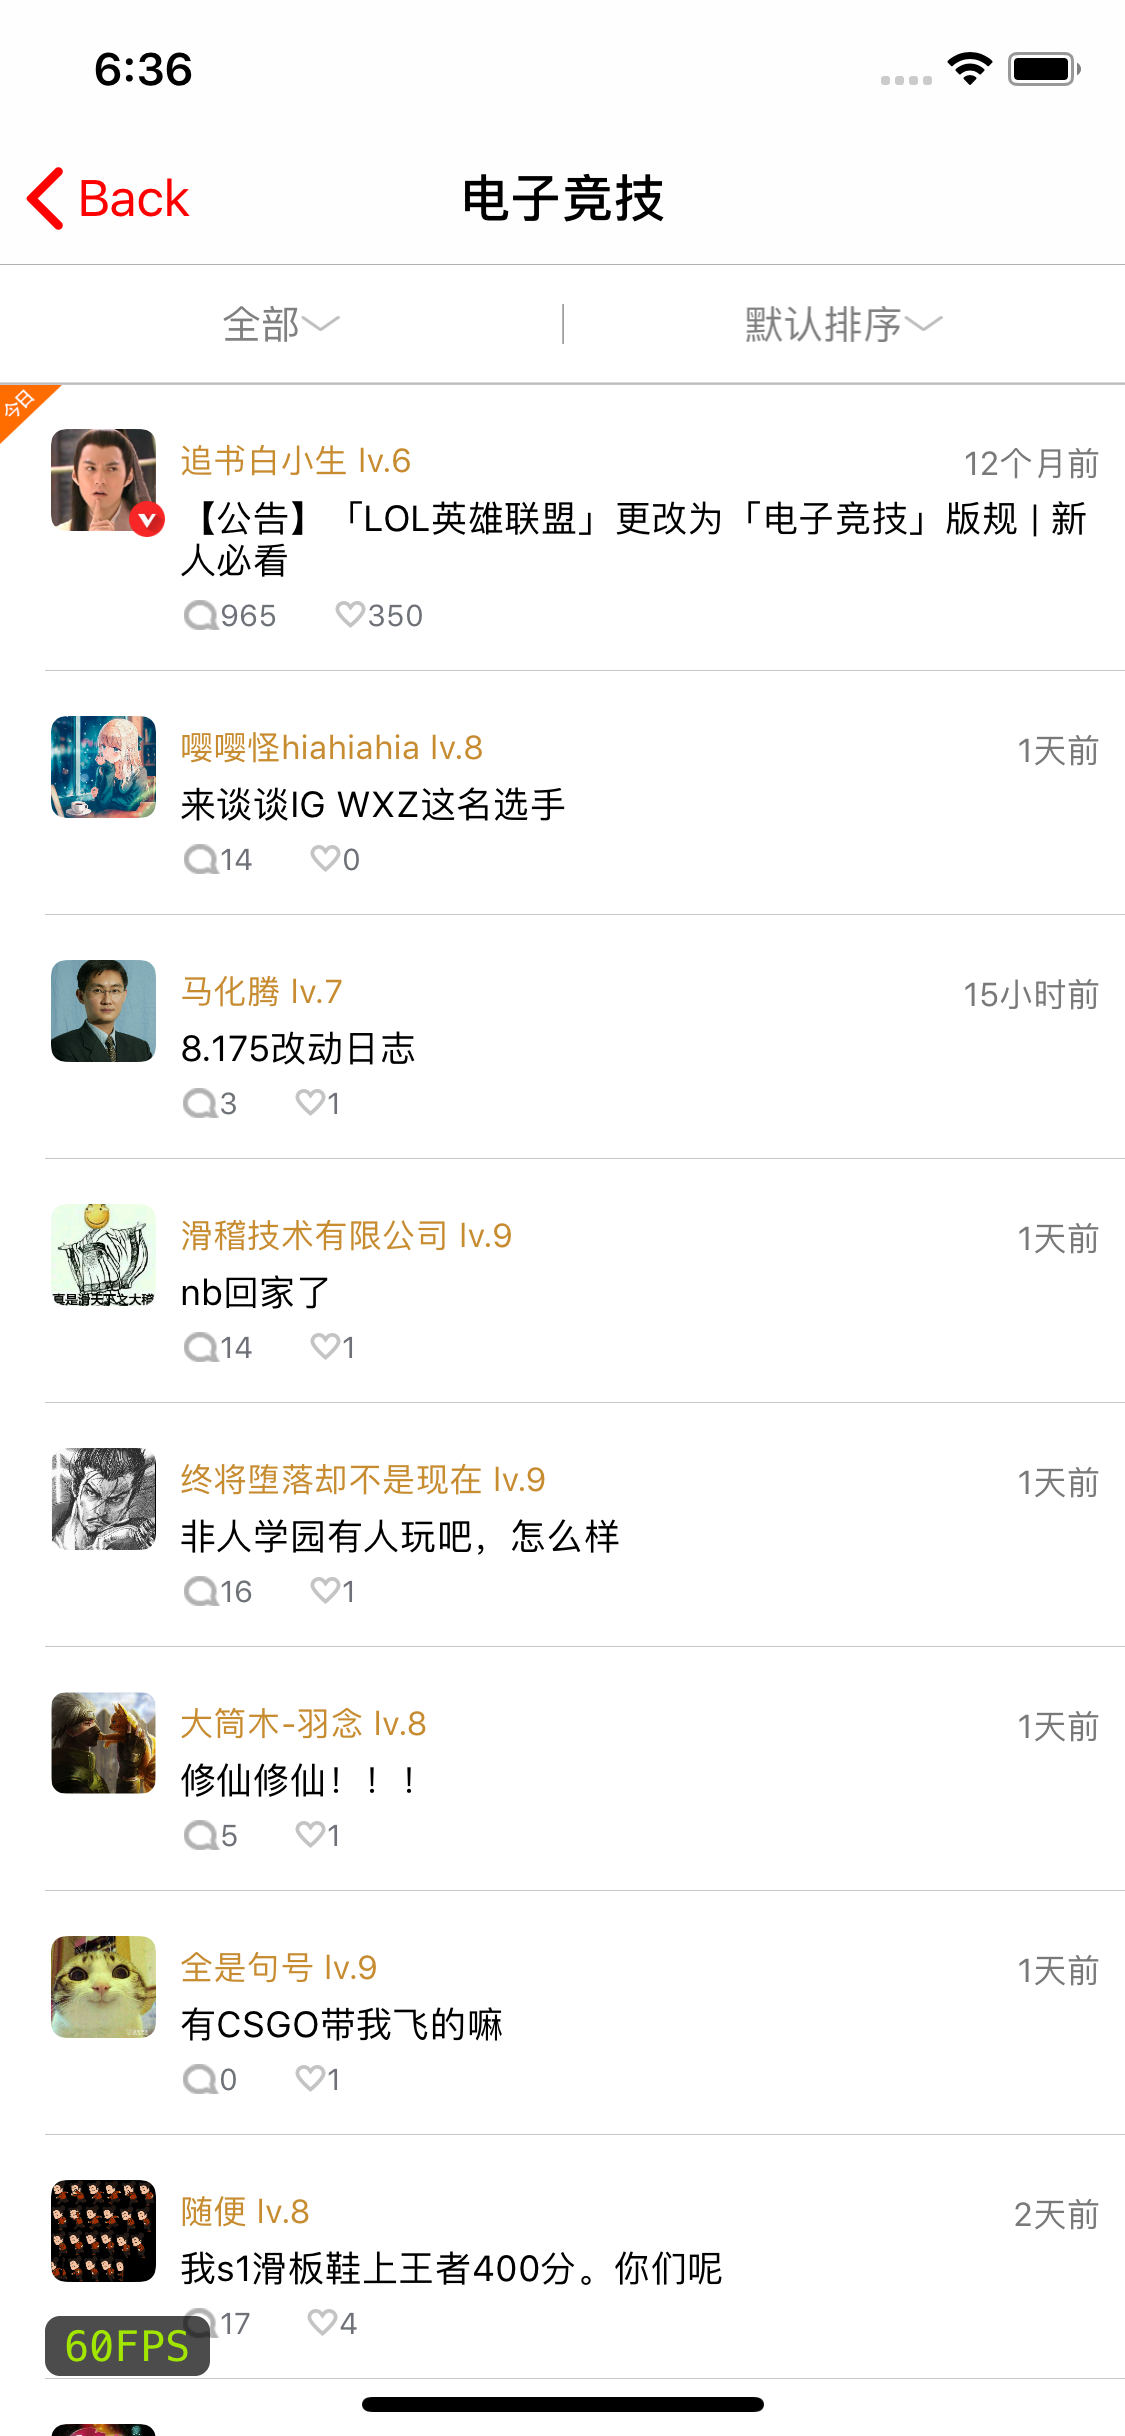 6:36
Back
电子竞技
全部
默认排序
今日
追书白小生 lv.6
12个月前
【公告】「LOL英雄联盟」更改为「电子竞技」版规 | 新
人必看
965
350
嘤嘤怪hiahiahia lv.8
1天前
来谈谈IG WXZ这名选手
14
0
马化腾 lv.7
15小时前
8.175改动日志
3
1
滑稽技术有限公司 lv.9
1天前
真是滑天下之大稽
nb回家了
14
1
终将堕落却不是现在 lv.9
1天前
非人学园有人玩吧，怎么样
16
1
大筒木-羽念 lv.8
1天前
修仙修仙！！！
5
1
全是句号 lv.9
1天前
有CSGO带我飞的嘛
0
1
随便 lv.8
2天前
我s1滑板鞋上王者400分。你们呢
17
4
60FPS